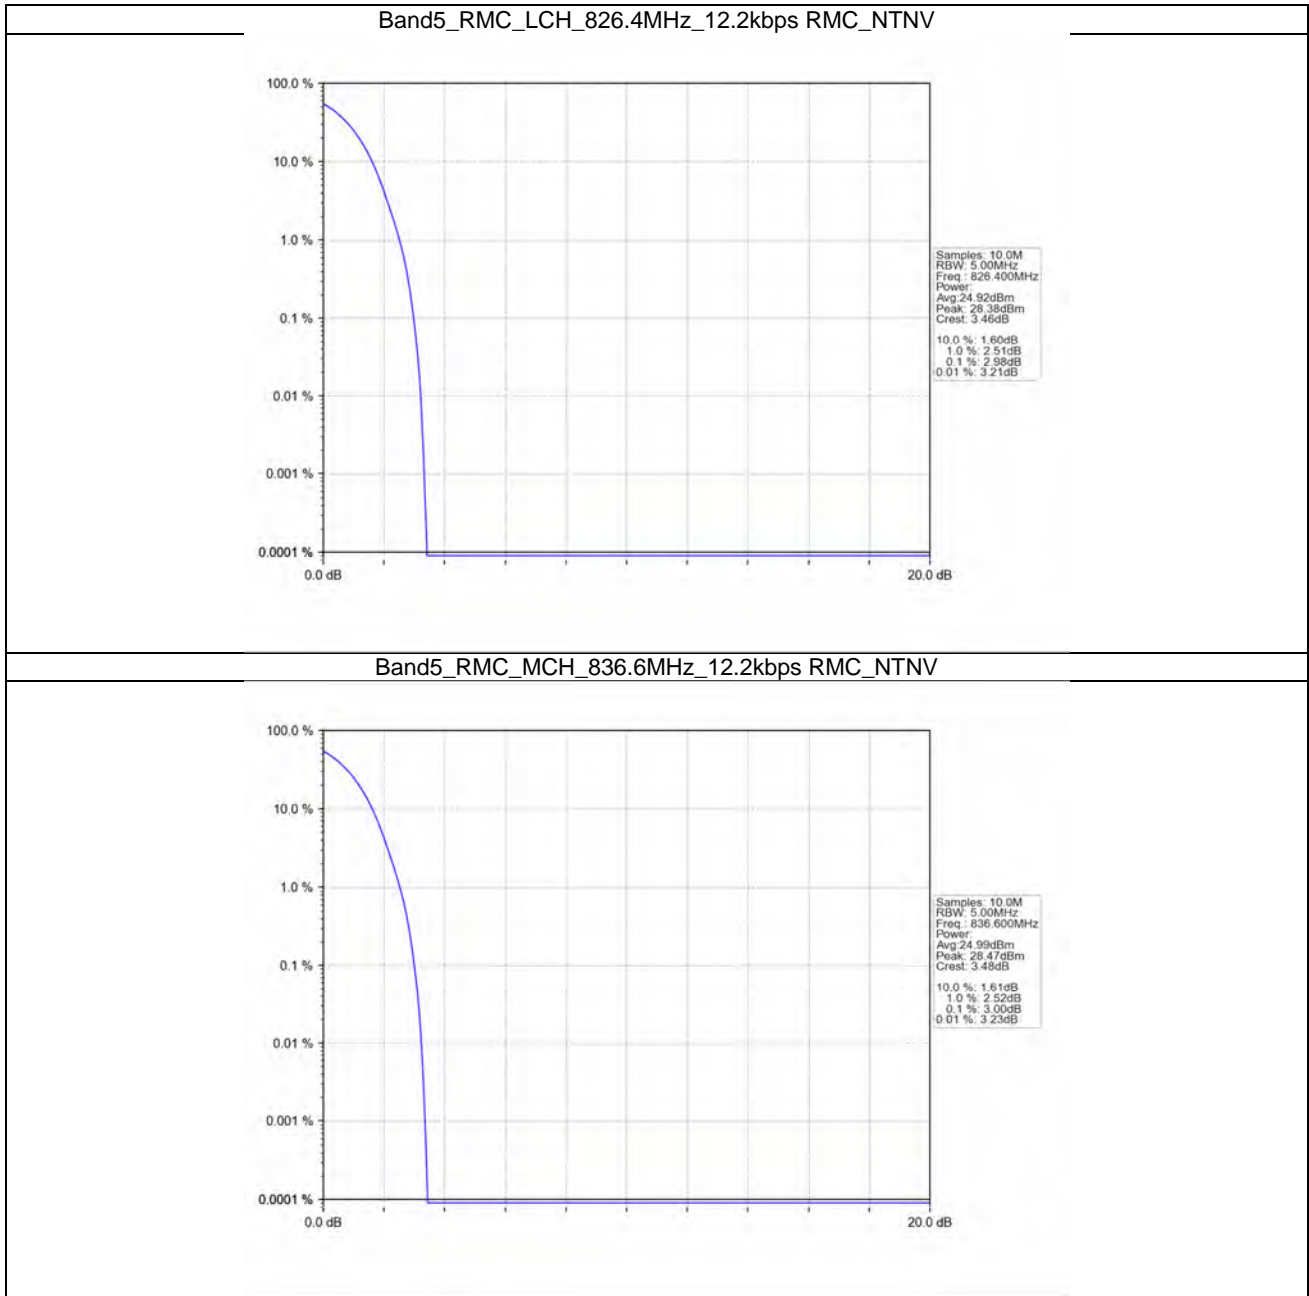 Band5_RMC_LCH_826.4MHz_12.2kbps RMC_NTNV
100.0 %
10.0 %
1.0 %
0.1 %
0.01 %
0.001 %
0.0001 %
0.0 dB
20.0 dB
Samples: 10.0M
RBW: 5.00MHz
Freq.: 826.400MHz
Power:
Avg:24.92dBm
Peak: 28.38dBm
Crest: 3.46dB
10.0 %: 1.60dB
1.0 %: 2.51dB
0.1 %: 2.98dB
0.01 %: 3.21dB
Band5_RMC_MCH_836.6MHz_12.2kbps RMC_NTNV
100.0 %
10.0 %
1.0 %
0.1 %
0.01 %
0.001 %
0.0001 %
0.0 dB
20.0 dB
Samples: 10.0M
RBW: 5.00MHz
Freq.: 836.600MHz
Power:
Avg:24.99dBm
Peak: 28.47dBm
Crest: 3.48dB
10.0 %: 1.61dB
1.0 %: 2.52dB
0.1 %: 3.00dB
0.01 %: 3.23dB